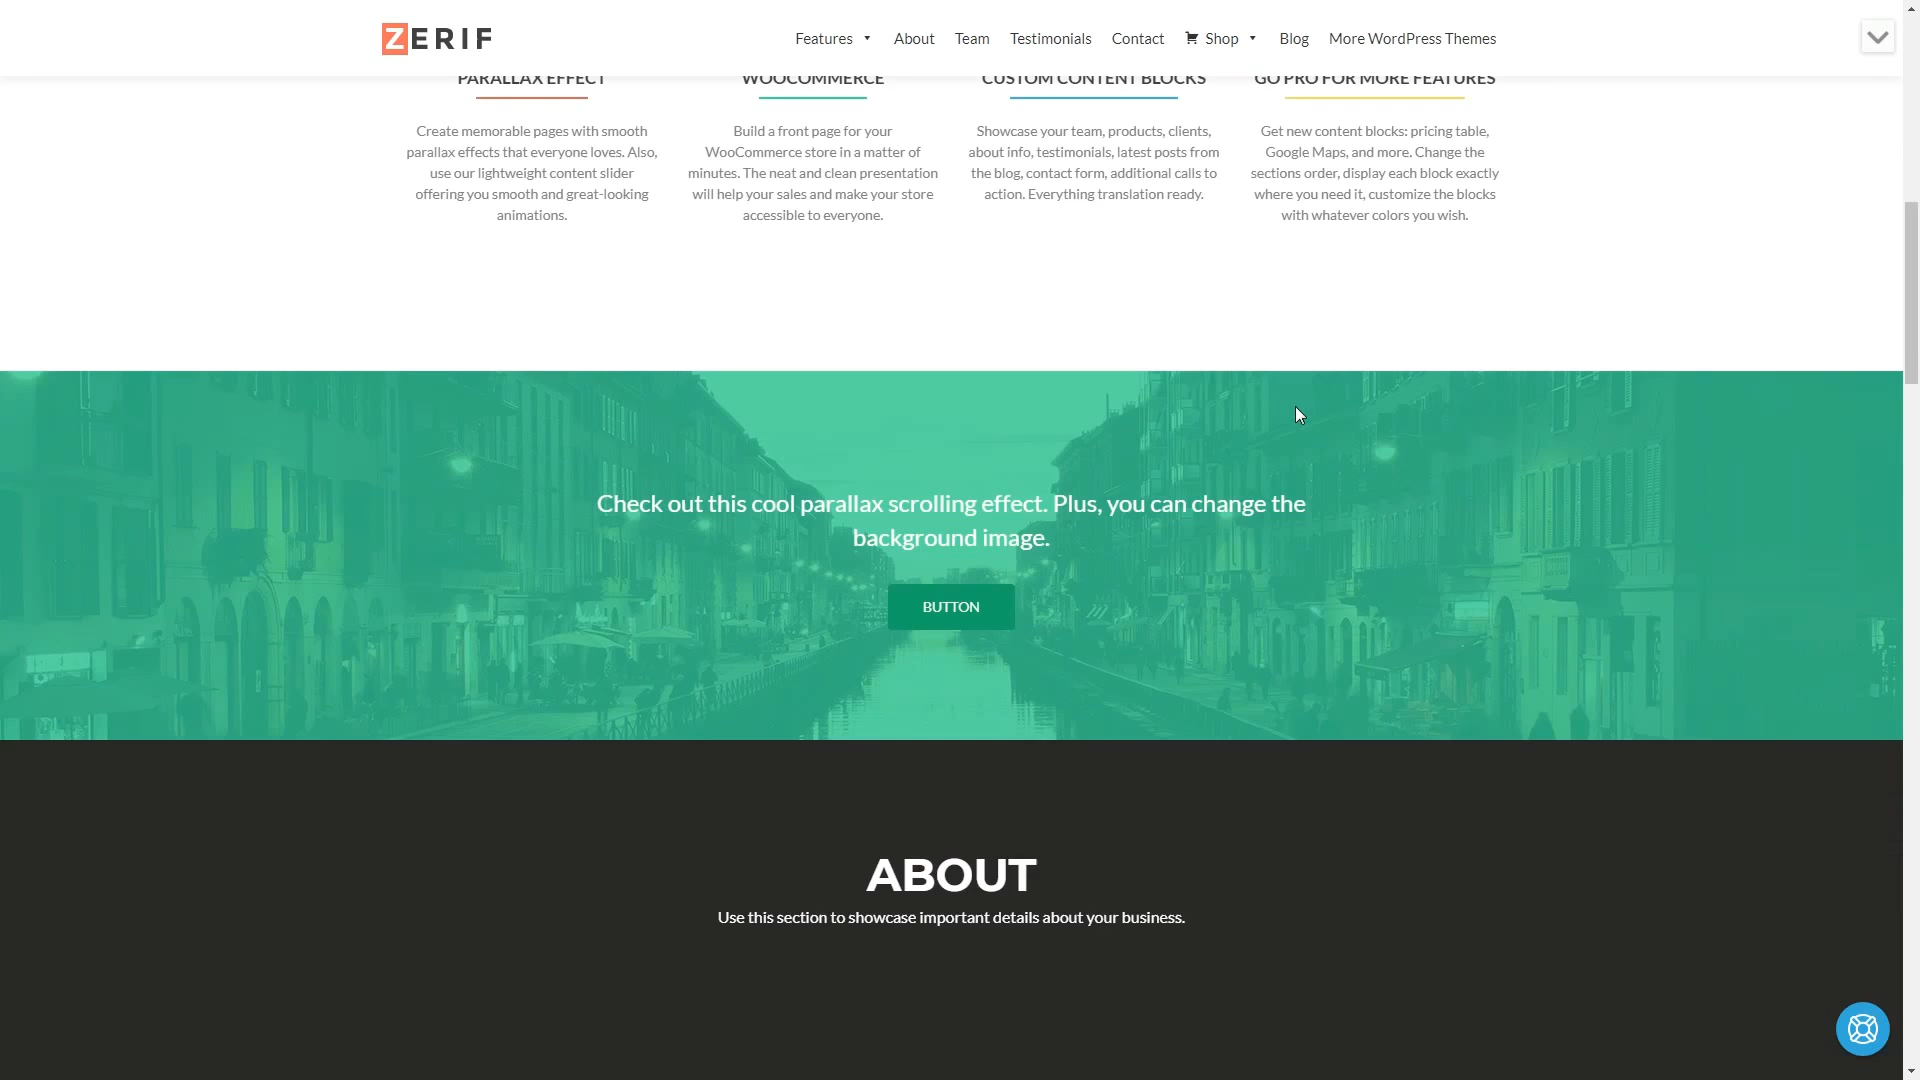 ZERIF
Features About Team Testimonials Contact Shop Blog More WordPress Themes
PARALLAX EFFECT
Create memorable pages with smooth
parallax effects that everyone loves. Also,
use our lightweight content slider
offering you smooth and great-looking
animations.
WOOCOMMERCE
Build a front page for your
WooCommerce store in a matter of
minutes. The neat and clean presentation
will help your sales and make your store
accessible to everyone.
CUSTOM CONTENT BLOCKS
Showcase your team, products, clients,
about info, testimonials, latest posts from
the blog, contact form, additional calls to
action. Everything translation ready.
GO PRO FOR MORE FEATURES
Get new content blocks: pricing table,
Google Maps, and more. Change the
sections order, display each block exactly
where you need it, customize the blocks
with whatever colors you wish.
Check out this cool parallax scrolling effect. Plus, you can change the
background image.
BUTTON
ABOUT
Use this section to showcase important details about your business.